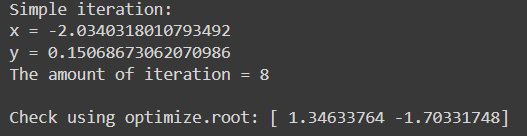 Simple iteration:
x = -2.0340318010793492
y = 0.15068673062070986
The amount of iteration = 8
Check using optimize.root: [ 1.34633764 -1.70331748]